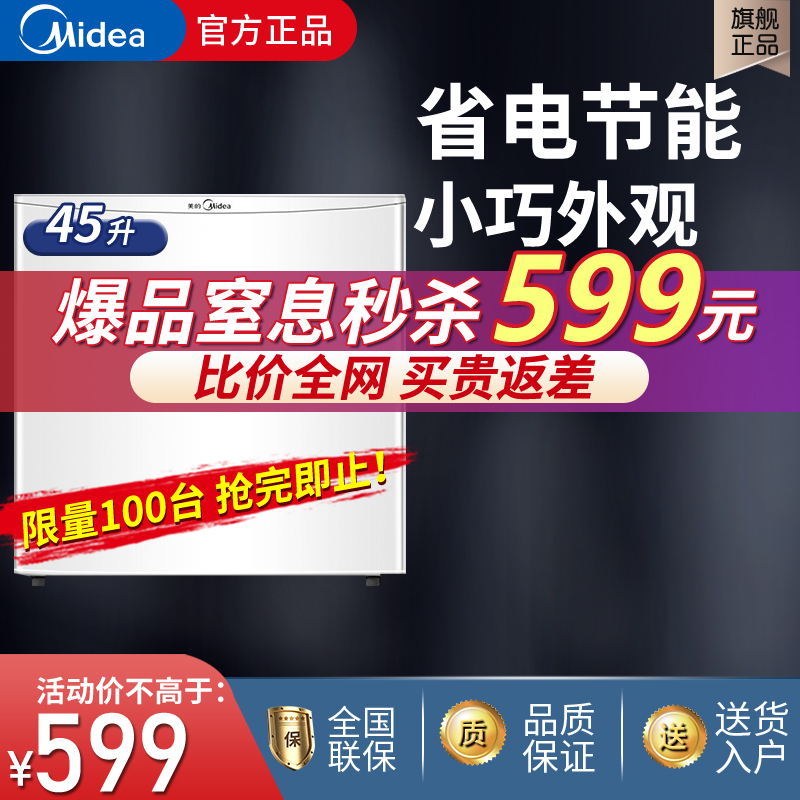 Midea 官方正品
旗舰
正品
省电节能
小巧外观
美的 Midea
45升
爆品窒息秒杀599元
比价全网 买贵返差
限量100台 抢完即止！
活动价不高于：
¥599
保
全国
联保
质
品质
保证
送
送货
入户